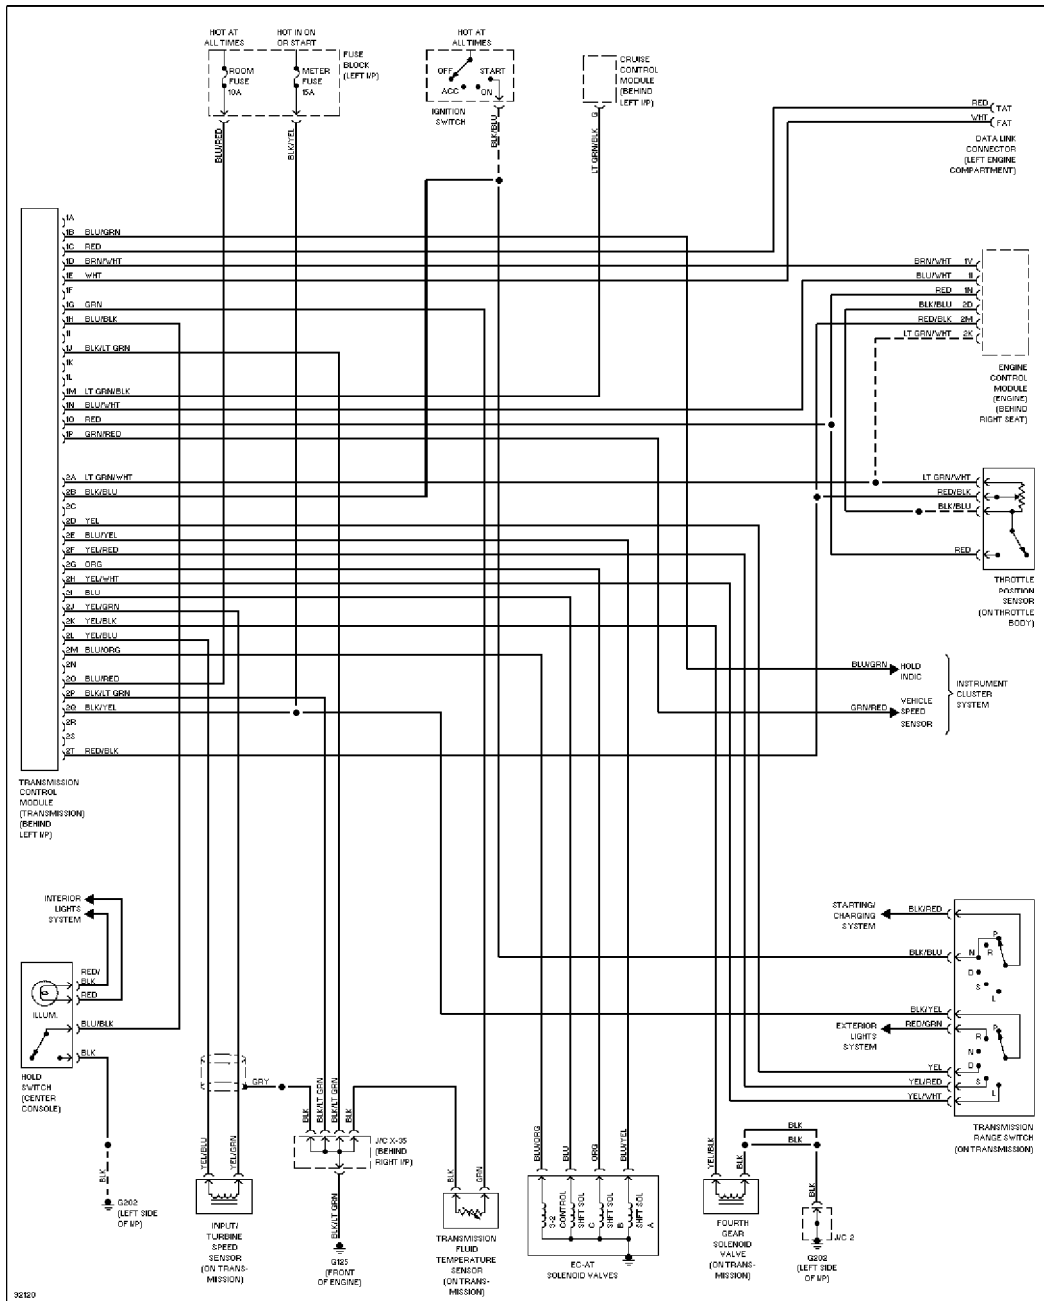 HOT AT
ALL TIMES
HOT IN ON
OR START
ROOM
FUSE
10A
METER
FUSE
15A
FUSE
BLOCK
(LEFT I/P)
HOT AT
ALL TIMES
OFF
START
ACC
ON
IGNITION
SWITCH
CRUISE
CONTROL
MODULE
(BEHIND
LEFT I/P)
G
BLU/RED
BLK/YEL
BLK/BLU
LT GRN/BLK
RED
TAT
WHT
FAT
DATA LINK
CONNECTOR
(LEFT ENGINE
COMPARTMENT)
1A
1B BLU/GRN
1C RED
1D BRN/WHT
1E WHT
1F
1G GRN
1H BLU/BLK
1I
1J BLK/LT GRN
1K
1L
1M LT GRN/BLK
1N BLU/WHT
1O RED
1P GRN/RED
2A LT GRN/WHT
2B BLK/BLU
2C
2D YEL
2E BLU/YEL
2F YEL/RED
2G ORG
2H YEL/WHT
2I BLU
2J YEL/GRN
2K YEL/BLK
2L YEL/BLU
2M BLU/ORG
2N
2O BLU/RED
2P BLK/LT GRN
2Q BLK/YEL
2R
2S
2T RED/BLK
TRANSMISSION
CONTROL
MODULE
(TRANSMISSION)
(BEHIND
LEFT I/P)
BRN/WHT 1V
BLU/WHT 1I
RED 1N
BLK/BLU 2D
RED/BLK 2M
LT GRN/WHT 2K
ENGINE
CONTROL
MODULE
(ENGINE)
(BEHIND
RIGHT SEAT)
LT GRN/WHT
RED/BLK
BLK/BLU
RED
THROTTLE
POSITION
SENSOR
(ON THROTTLE
BODY)
BLU/GRN
HOLD
INDIC
GRN/RED
VEHICLE
SPEED
SENSOR
INSTRUMENT
CLUSTER
SYSTEM
INTERIOR
LIGHTS
SYSTEM
RED/
BLK
RED
ILLUM.
BLU/BLK
BLK
HOLD
SWITCH
(CENTER
CONSOLE)
BLK
G202
(LEFT SIDE
OF I/P)
GRY
YEL/BLU
YEL/GRN
INPUT/
TURBINE
SPEED
SENSOR
(ON TRANS-
MISSION)
BLK
BLK/LT GRN
BLK/LT GRN
BLK
J/C X-35
(BEHIND
RIGHT I/P)
BLK/LT GRN
G125
(FRONT
OF ENGINE)
BLK
GRN
TRANSMISSION
FLUID
TEMPERATURE
SENSOR
(ON TRANS-
MISSION)
BLU/ORG
BLU
ORG
BLU/YEL
3-2
CONTROL
SHFT SOL
C
SHFT SOL
B
SHFT SOL
A
EC-AT
SOLENOID VALVES
YEL/BLK
BLK
FOURTH
GEAR
SOLENOID
VALVE
(ON TRANS-
MISSION)
BLK
BLK
BLK
J/C-2
G202
(LEFT SIDE
OF I/P)
STARTING/
CHARGING
SYSTEM
BLK/RED
BLK/BLU
P
R
N
D
S
L
BLK/YEL
RED/GRN
EXTERIOR
LIGHTS
SYSTEM
YEL
YEL/RED
YEL/WHT
P
R
N
D
S
L
TRANSMISSION
RANGE SWITCH
(ON TRANSMISSION)
92120